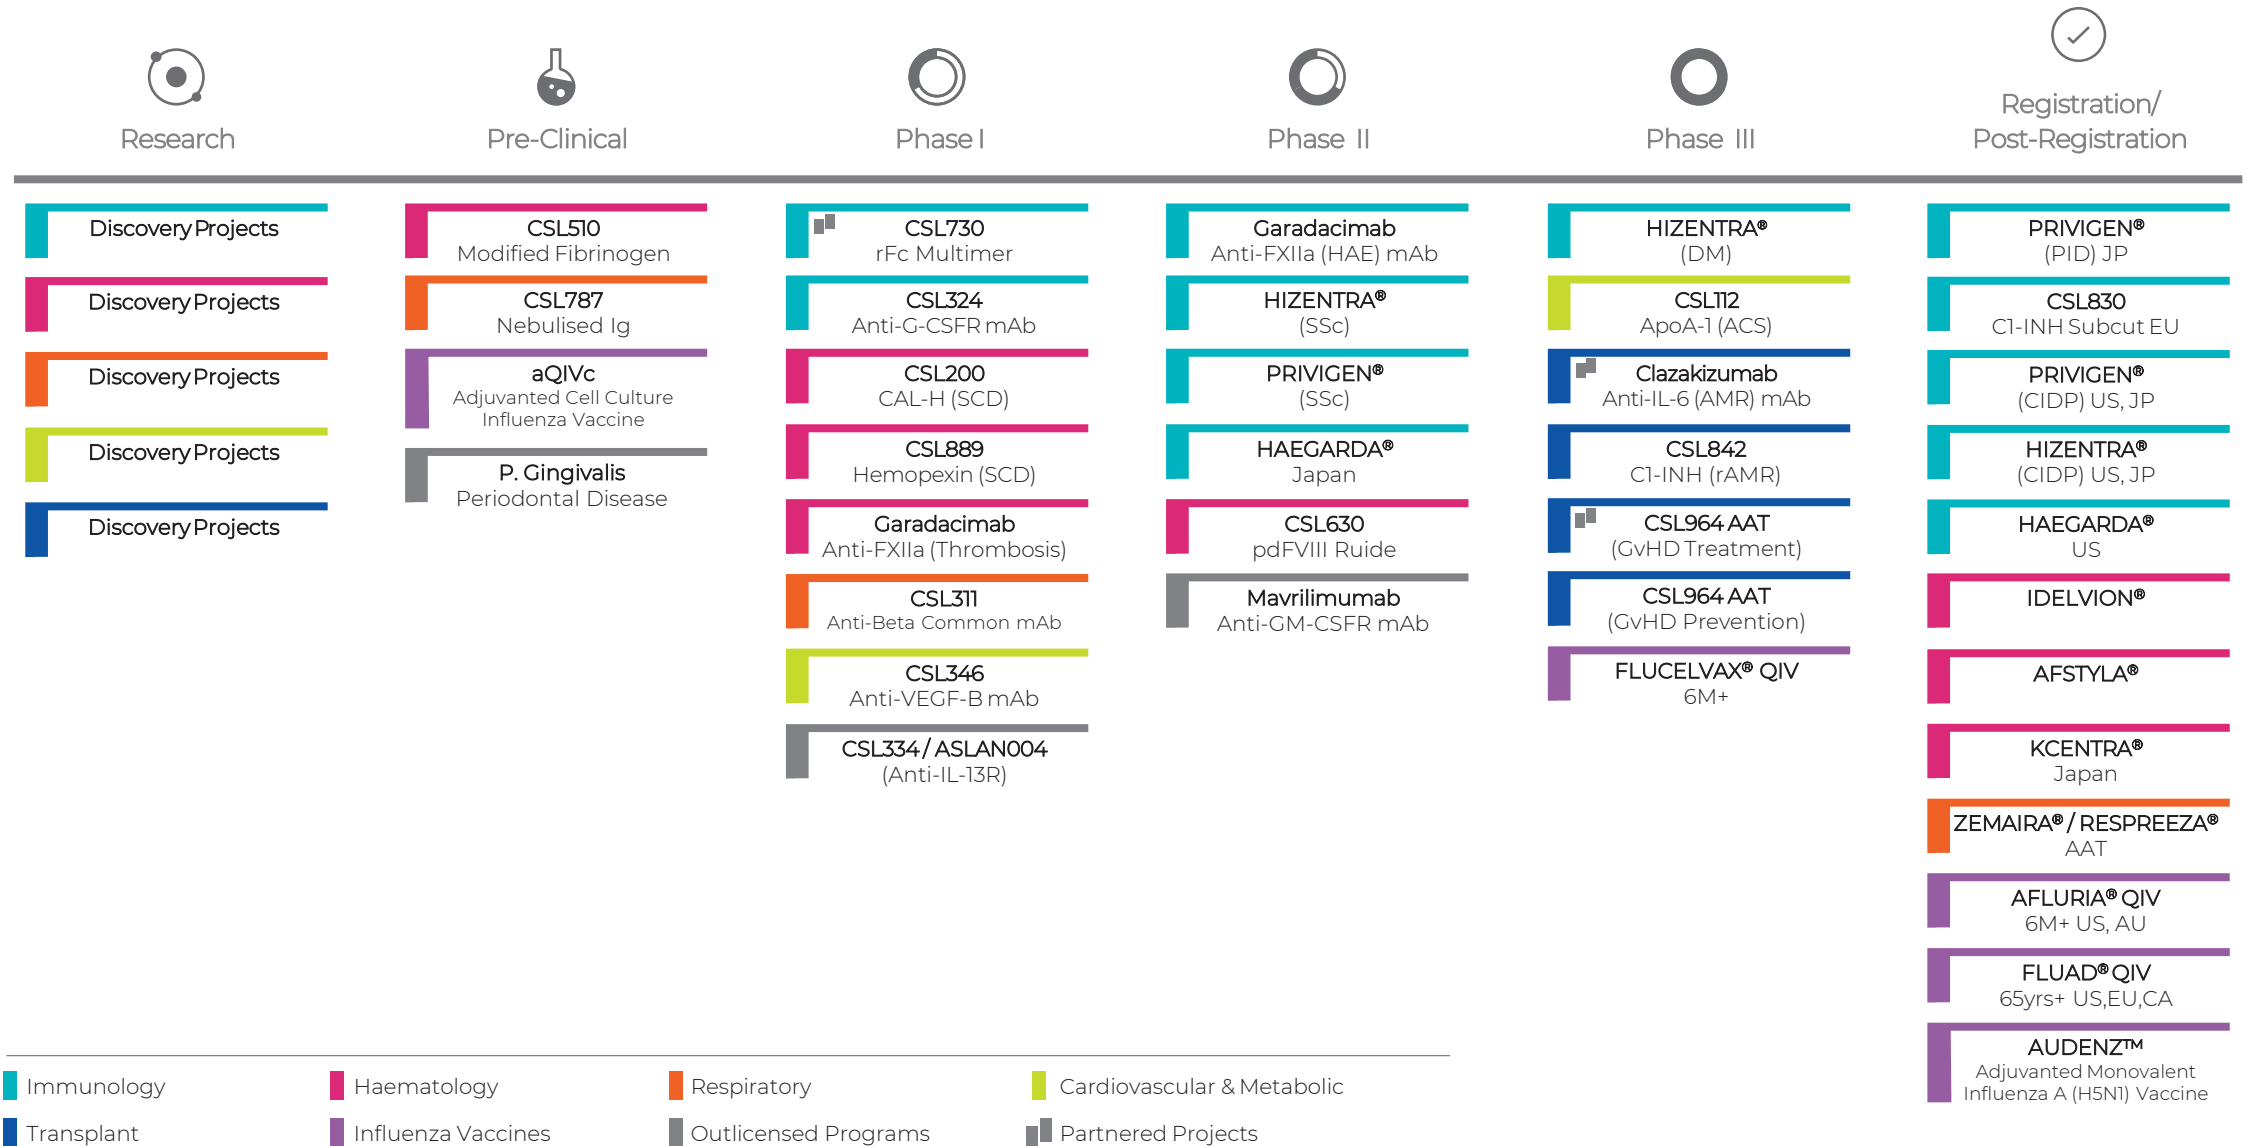 Research
Pre-Clinical
Phase I
Phase II
Phase III
Registration/
Post-Registration
Discovery Projects
Discovery Projects
Discovery Projects
Discovery Projects
Discovery Projects
CSL510
Modified Fibrinogen
CSL787
Nebulised Ig
aQIVc
Adjuvanted Cell Culture
Influenza Vaccine
P. Gingivalis
Periodontal Disease
CSL730
rFc Multimer
CSL324
Anti-G-CSFR mAb
CSL200
CAL-H (SCD)
CSL889
Hemopexin (SCD)
Garadacimab
Anti-FXIIa (Thrombosis)
CSL311
Anti-Beta Common mAb
CSL346
Anti-VEGF-B mAb
CSL334 / ASLAN004
(Anti-IL-13R)
Garadacimab
Anti-FXIIa (HAE) mAb
HIZENTRA®
(SSc)
PRIVIGEN®
(SSc)
HAEGARDA®
Japan
CSL630
pdFVIII Ruide
Mavrilimumab
Anti-GM-CSFR mAb
HIZENTRA®
(DM)
CSL112
ApoA-1 (ACS)
Clazakizumab
Anti-IL-6 (AMR) mAb
CSL842
C1-INH (rAMR)
CSL964 AAT
(GvHD Treatment)
CSL964 AAT
(GvHD Prevention)
FLUCELVAX® QIV
6M+
PRIVIGEN®
(PID) JP
CSL830
C1-INH Subcut EU
PRIVIGEN®
(CIDP) US, JP
HIZENTRA®
(CIDP) US, JP
HAEGARDA®
US
IDELVION®
AFSTYLA®
KCENTRA®
Japan
ZEMAIRA® / RESPREEZA®
AAT
AFLURIA® QIV
6M+ US, AU
FLUAD® QIV
65yrs+ US,EU,CA
AUDENZ™
Adjuvanted Monovalent
Influenza A (H5N1) Vaccine
Immunology
Haematology
Respiratory
Cardiovascular & Metabolic
Transplant
Influenza Vaccines
Outlicensed Programs
Partnered Projects